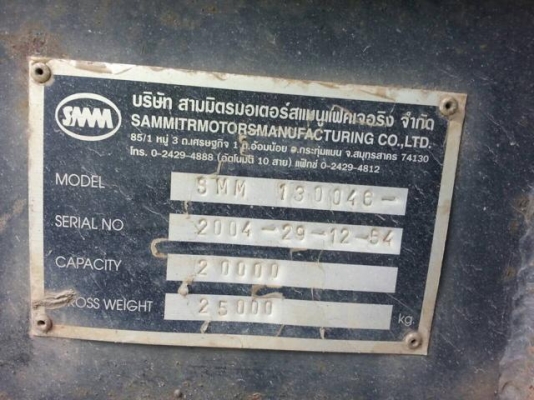 SMM
บริษัท สามมิตรมอเตอร์สแมนูแฟคเจอริง จำกัด
SAMMITRMOTORSMANUFACTURING CO.,LTD.
85/1 หมู่ 3 ถ.เศรษฐกิจ 1 ต.อ้อมน้อย อ.กระทุ่มแบน จ.สมุทรสาคร 74130
โทร. 0-2429-4888 (อัตโนมัติ 10 สาย) แฟ๊กซ์ 0-2429-4812
MODEL SMM 130046-
SERIAL NO 2004-29-12-54
CAPACITY 20000
GROSS WEIGHT 25000 kg.